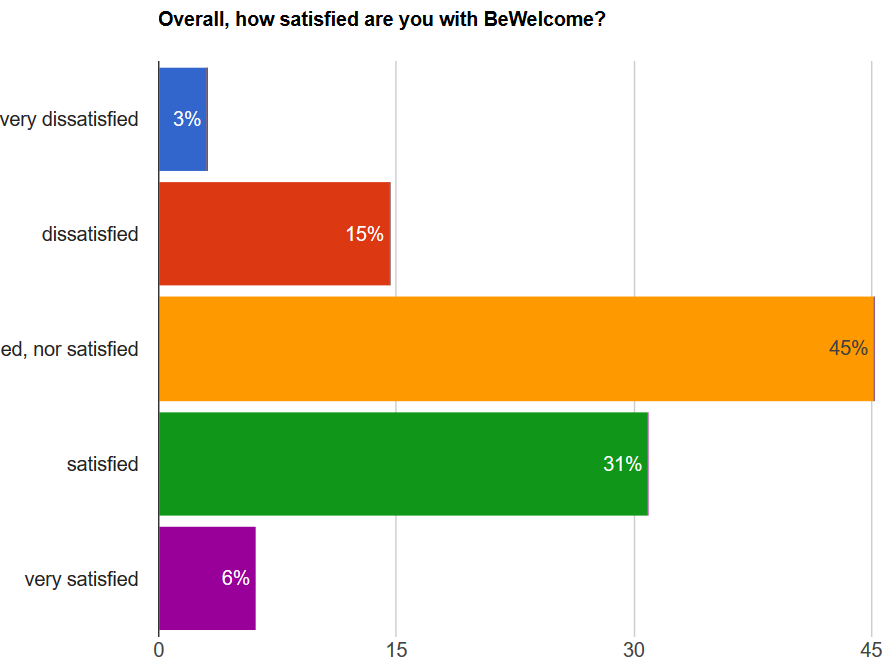 Overall, how satisfied are you with BeWelcome?
very dissatisfied
3%
dissatisfied
15%
ed, nor satisfied
45%
satisfied
31%
very satisfied
6%
0 15 30 45